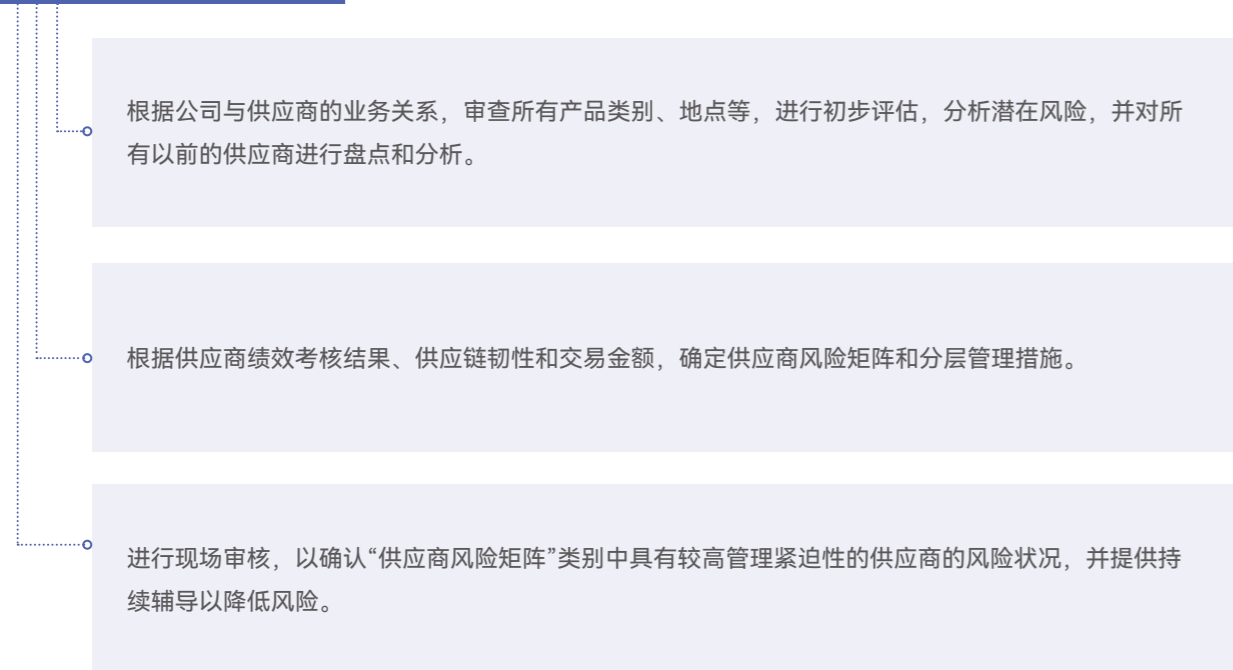 根据公司与供应商的业务关系，审查所有产品类别、地点等，进行初步评估，分析潜在风险，并对所
有以前的供应商进行盘点和分析。
根据供应商绩效考核结果、供应链韧性和交易金额，确定供应商风险矩阵和分层管理措施。
进行现场审核，以确认“供应商风险矩阵”类别中具有较高管理紧迫性的供应商的风险状况，并提供持
续辅导以降低风险。